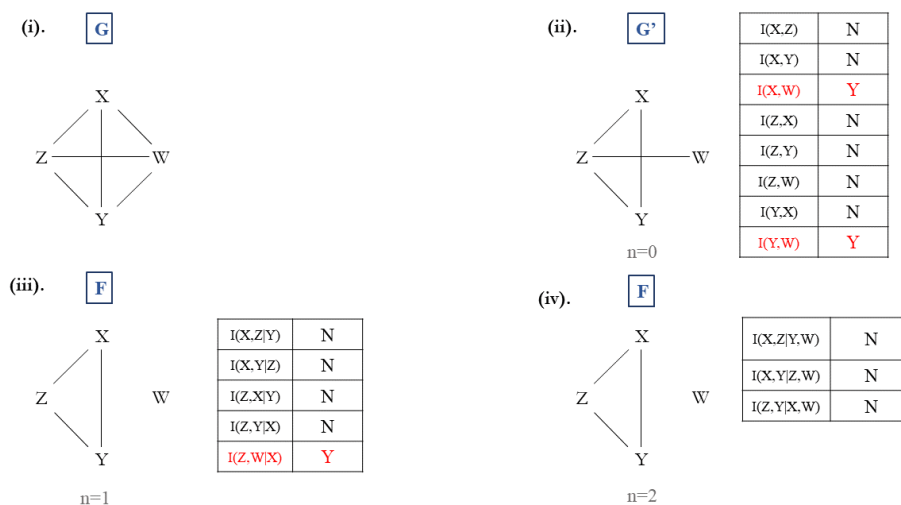 (i). G
X
Z W
Y
(ii). G’
X
Z W
Y
n=0
I(X,Z) N
I(X,Y) N
I(X,W) Y
I(Z,X) N
I(Z,Y) N
I(Z,W) N
I(Y,X) N
I(Y,W) Y
(iii). F
X
Z W
Y
n=1
I(X,Z|Y) N
I(X,Y|Z) N
I(Z,X|Y) N
I(Z,Y|X) N
I(Z,W|X) Y
(iv). F
X
Z W
Y
n=2
I(X,Z|Y,W) N
I(X,Y|Z,W) N
I(Z,Y|X,W) N